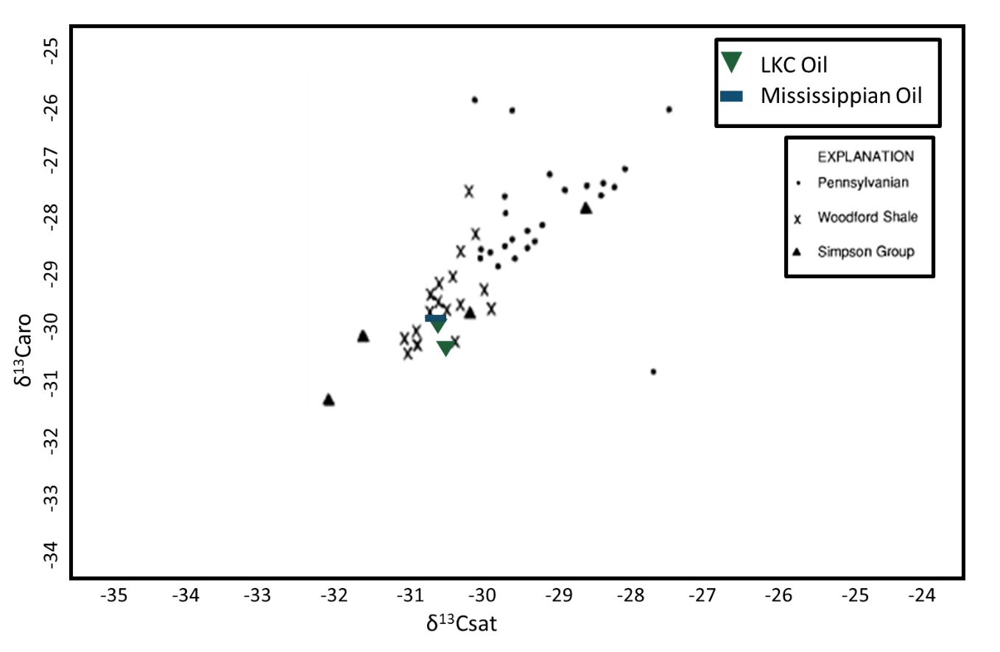 -25
-26
-27
-28
-29
-30
-31
-32
-33
-34
δ¹³Caro
LKC Oil
Mississippian Oil
EXPLANATION
Pennsylvanian
Woodford Shale
Simpson Group
-35 -34 -33 -32 -31 -30 -29 -28 -27 -26 -25 -24
δ¹³Csat